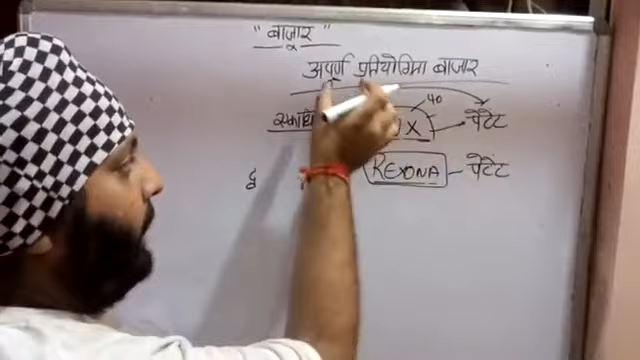 " बाजार "
अपूर्ण प्रतियोगिता बाजार
40
X पेटेंट
REXONA - पेटेंट